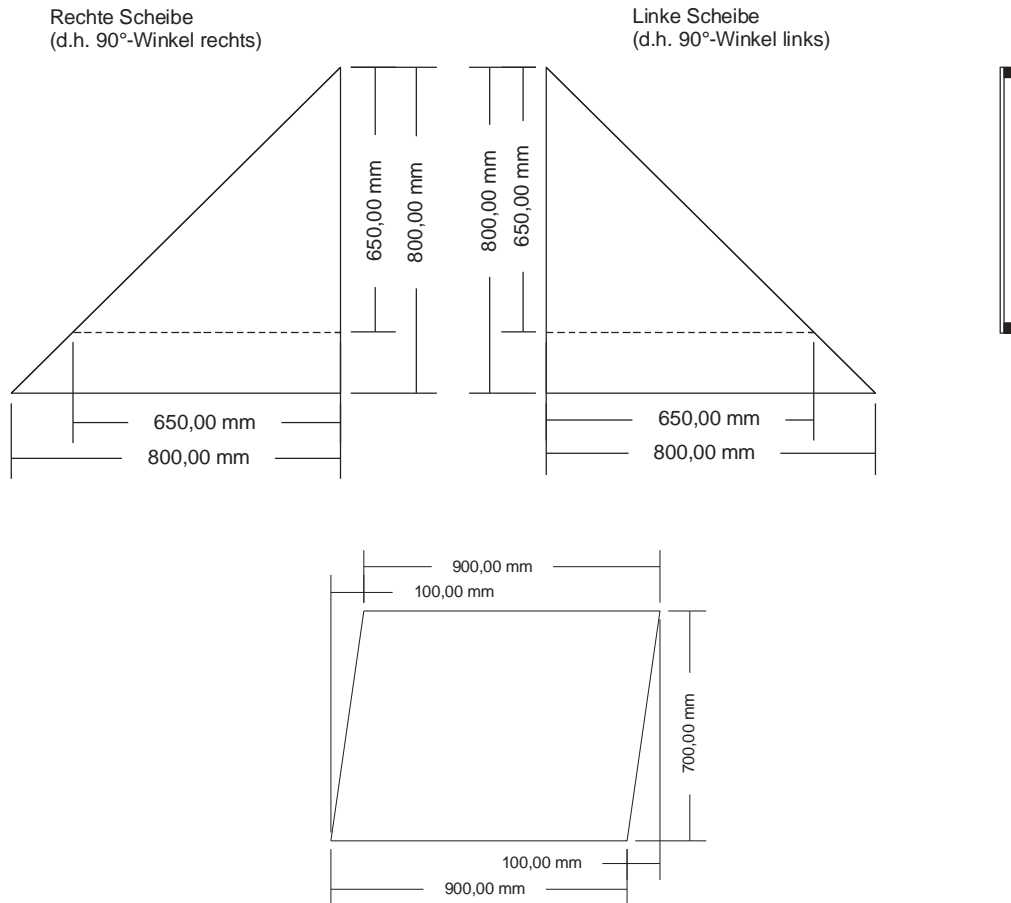 Rechte Scheibe
(d.h. 90°-Winkel rechts)
Linke Scheibe
(d.h. 90°-Winkel links)
650,00 mm
800,00 mm
800,00 mm
650,00 mm
650,00 mm
800,00 mm
650,00 mm
800,00 mm
900,00 mm
100,00 mm
700,00 mm
100,00 mm
900,00 mm